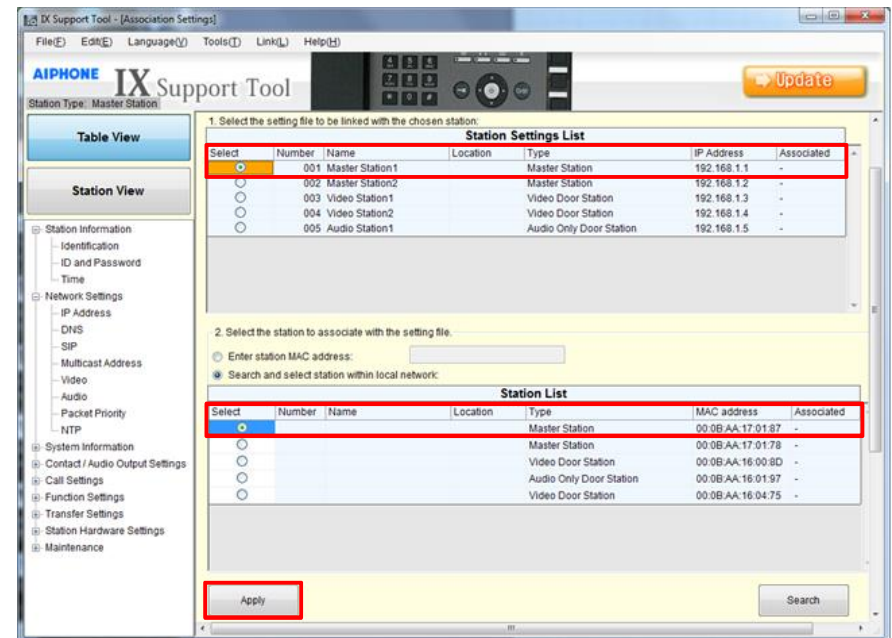 IX Support Tool - [Association Settings]
File(F) Edit(E) Language(V) Tools(T) Link(L) Help(H)
AIPHONE IX Support Tool
Update
Station Type: Master Station
Table View
Station View
Station Information
Identification
ID and Password
Time
Network Settings
IP Address
DNS
SIP
Multicast Address
Video
Audio
Packet Priority
NTP
System Information
Contact / Audio Output Settings
Call Settings
Function Settings
Transfer Settings
Station Hardware Settings
Maintenance
1. Select the setting file to be linked with the chosen station:
Station Settings List
Select Number Name Location Type IP Address Associated
001 Master Station1 Master Station 192.168.1.1 -
002 Master Station2 Master Station 192.168.1.2 -
003 Video Station1 Video Door Station 192.168.1.3 -
004 Video Station2 Video Door Station 192.168.1.4 -
005 Audio Station1 Audio Only Door Station 192.168.1.5 -
2. Select the station to associate with the setting file.
Enter station MAC address:
Search and select station within local network:
Station List
Select Number Name Location Type MAC address Associated
Master Station 00:0B:AA:17:01:87 -
Master Station 00:0B:AA:17:01:78 -
Video Door Station 00:0B:AA:16:00:8D -
Audio Only Door Station 00:0B:AA:16:01:97 -
Video Door Station 00:0B:AA:16:04:75 -
Apply
Search